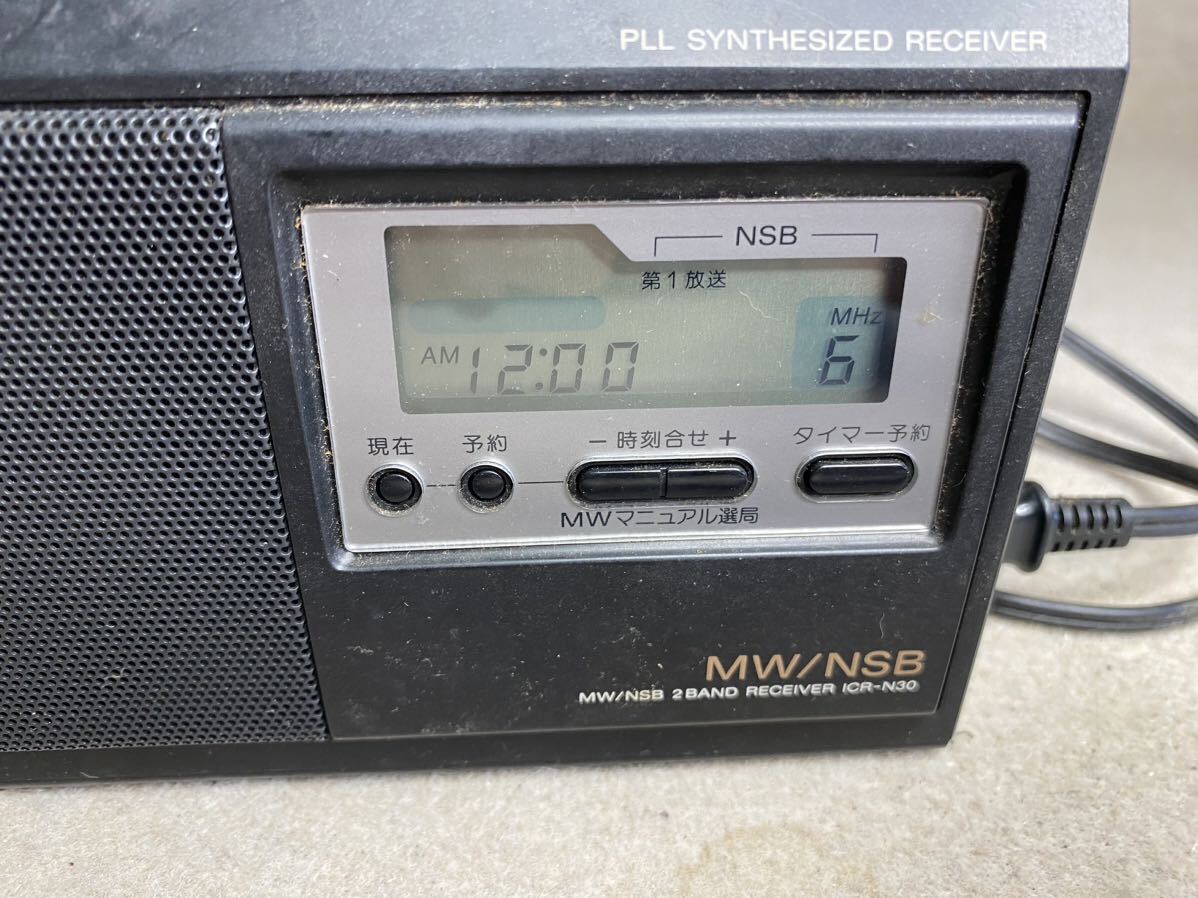 PLL SYNTHESIZED RECEIVER
NSB
第1放送
MHz
AM 12:00 6
現在 予約 − 時刻合せ + タイマー予約
MWマニュアル選局
MW/NSB
MW/NSB 2BAND RECEIVER ICR-N30